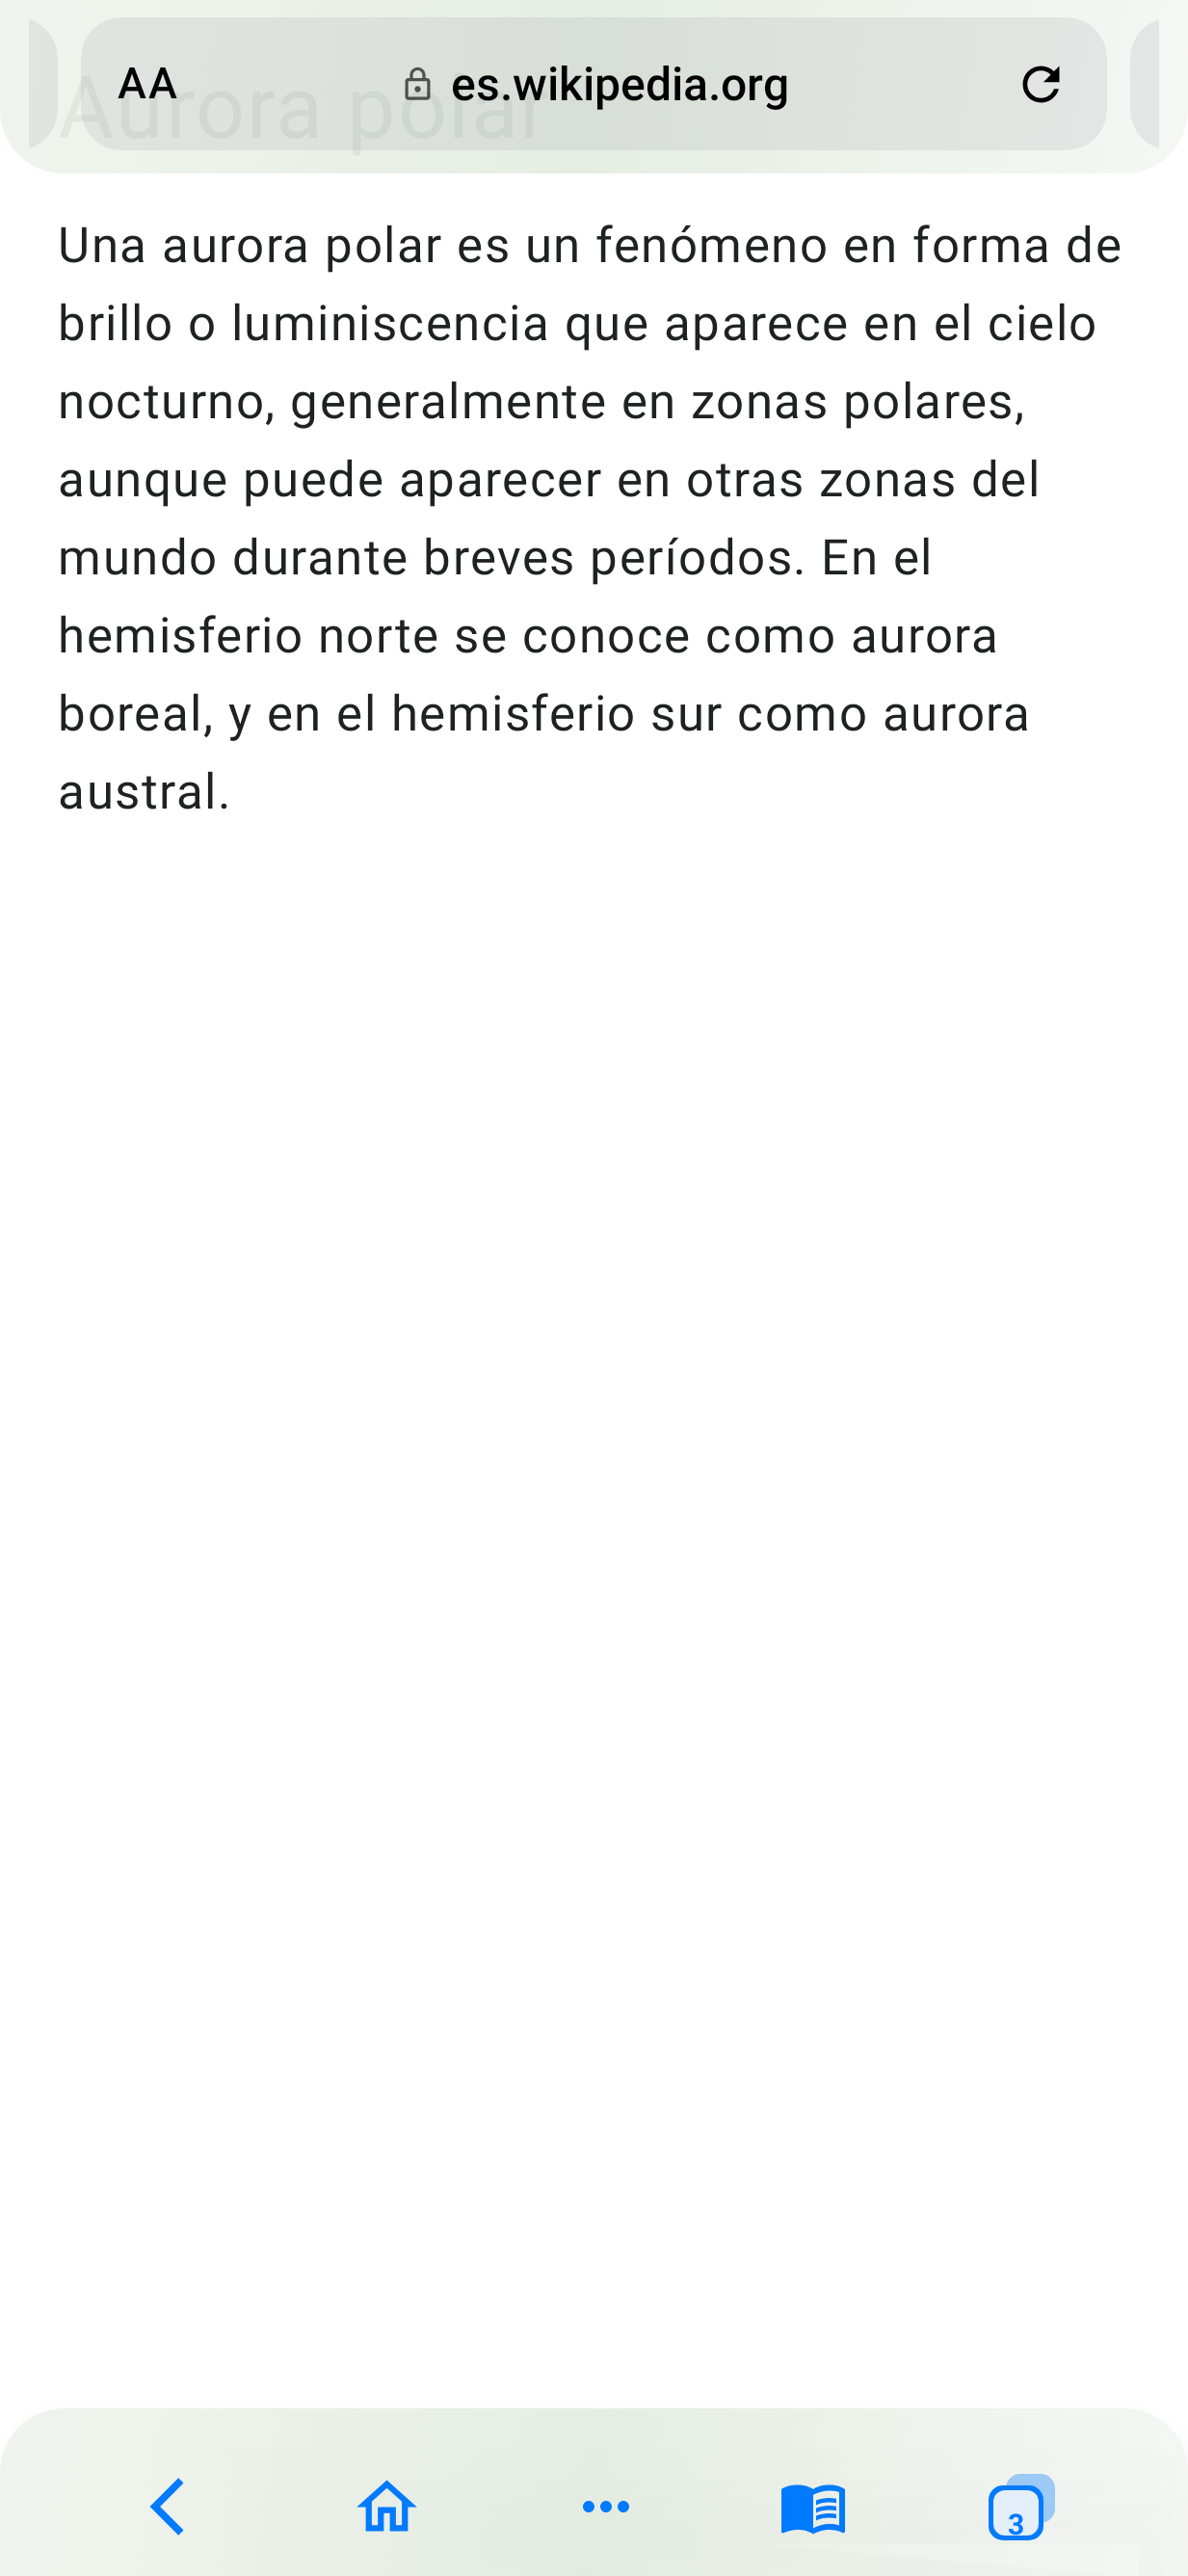 AA es.wikipedia.org
Aurora polar
Una aurora polar es un fenómeno en forma de
brillo o luminiscencia que aparece en el cielo
nocturno, generalmente en zonas polares,
aunque puede aparecer en otras zonas del
mundo durante breves períodos. En el
hemisferio norte se conoce como aurora
boreal, y en el hemisferio sur como aurora
austral.
3